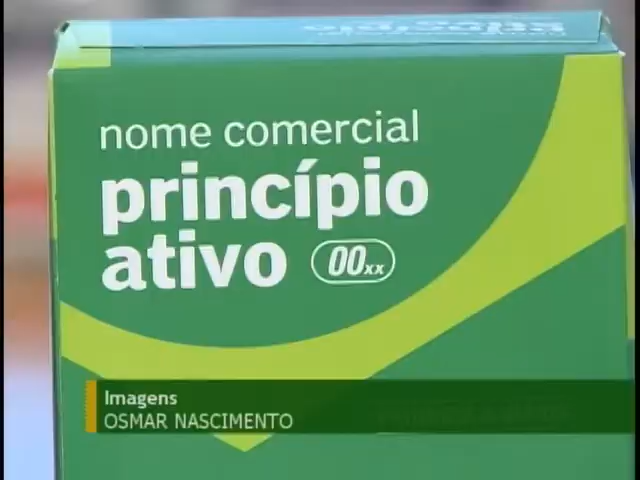 nome comercial
princípio
ativo 00xx
Imagens
OSMAR NASCIMENTO